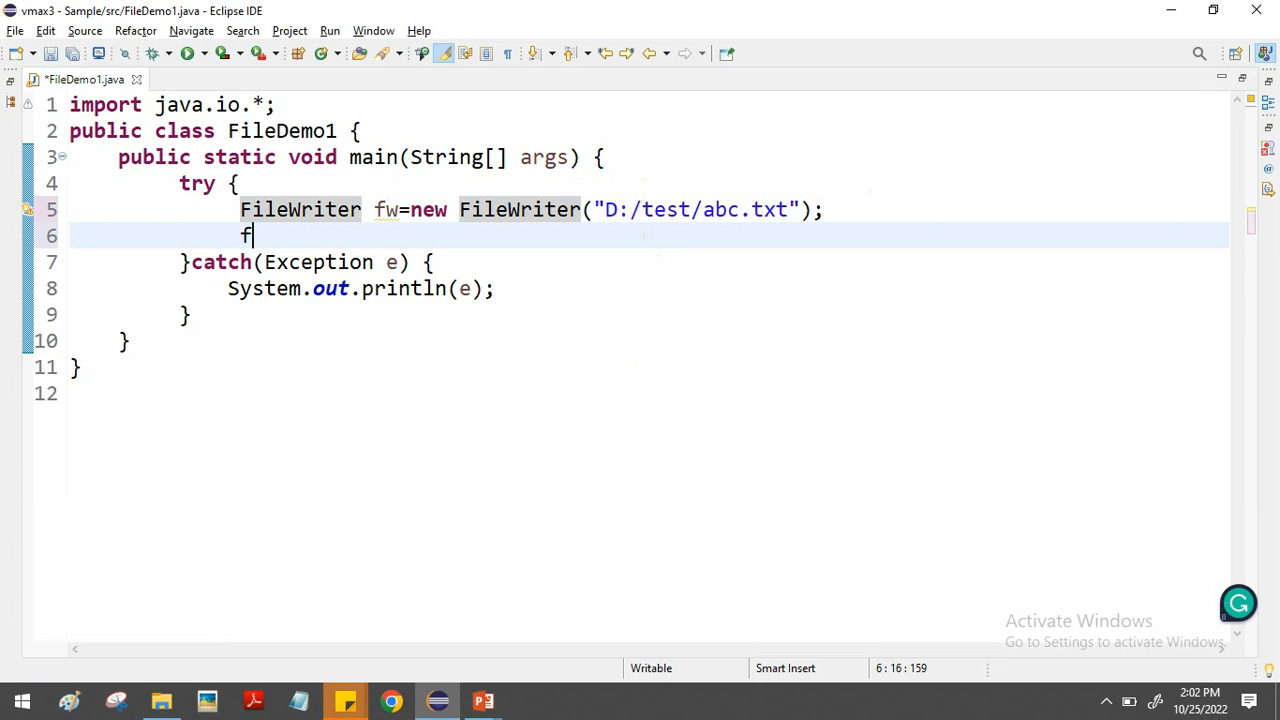 vmax3 - Sample/src/FileDemo1.java - Eclipse IDE
File Edit Source Refactor Navigate Search Project Run Window Help
*FileDemo1.java
1 import java.io.*;
2 public class FileDemo1 {
3 public static void main(String[] args) {
4 try {
5 FileWriter fw=new FileWriter("D:/test/abc.txt");
6 f
7 }catch(Exception e) {
8 System.out.println(e);
9 }
10 }
11 }
12
Activate Windows
Go to Settings to activate Windows.
Writable Smart Insert 6 : 16 : 159
2:02 PM
10/25/2022